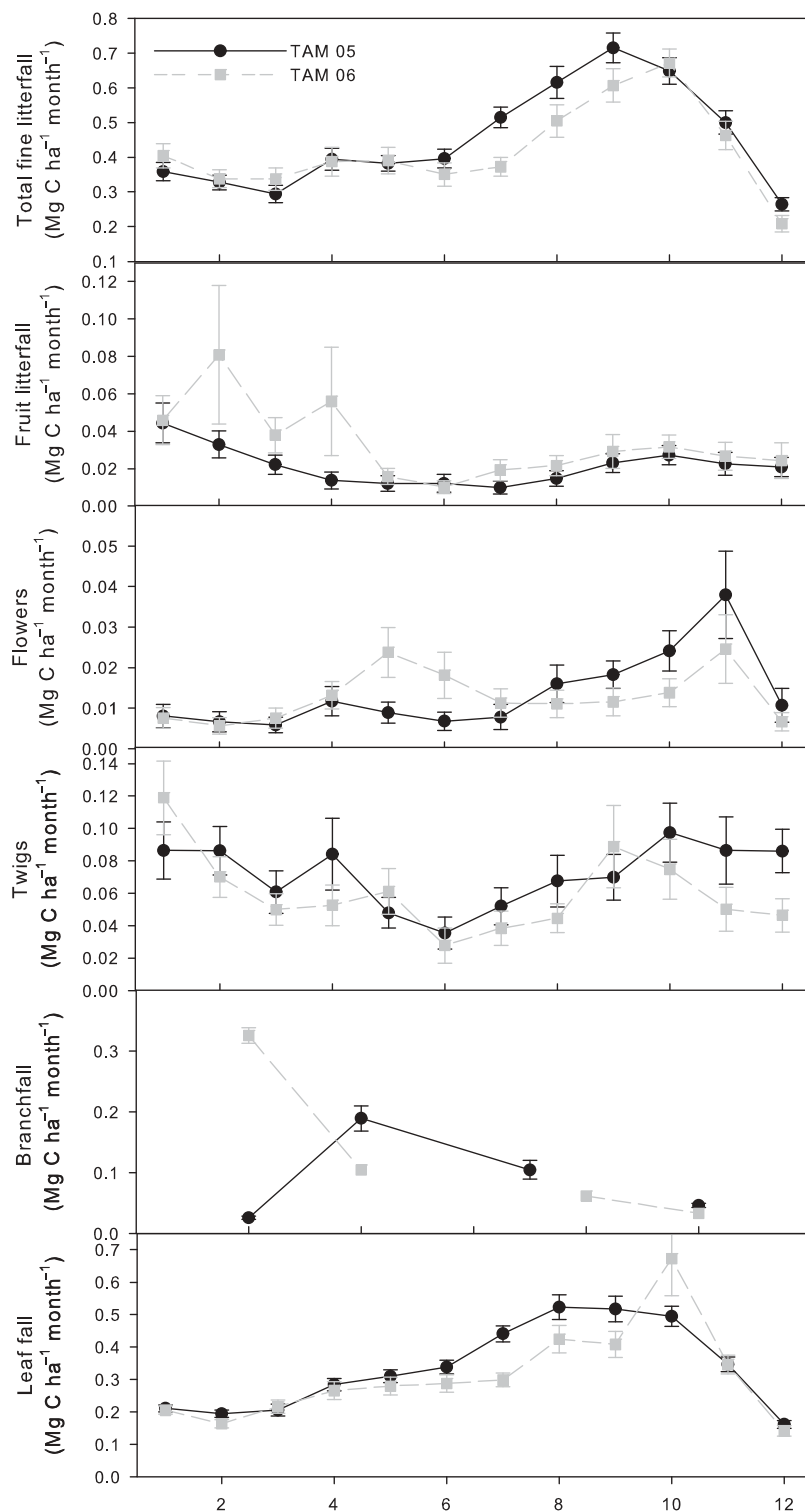 0.8
0.7
0.6
0.5
0.4
0.3
0.2
0.1
Total fine litterfall
(Mg C ha⁻¹ month⁻¹)
TAM 05
TAM 06
0.12
0.10
0.08
0.06
0.04
0.02
0.00
Fruit litterfall
(Mg C ha⁻¹ month⁻¹)
0.05
0.04
0.03
0.02
0.01
0.00
Flowers
(Mg C ha⁻¹ month⁻¹)
0.14
0.12
0.10
0.08
0.06
0.04
0.02
0.00
Twigs
(Mg C ha⁻¹ month⁻¹)
0.3
0.2
0.1
0.0
Branchfall
(Mg C ha⁻¹ month⁻¹)
0.7
0.6
0.5
0.4
0.3
0.2
0.1
0.0
Leaf fall
(Mg C ha⁻¹ month⁻¹)
2 4 6 8 10 12